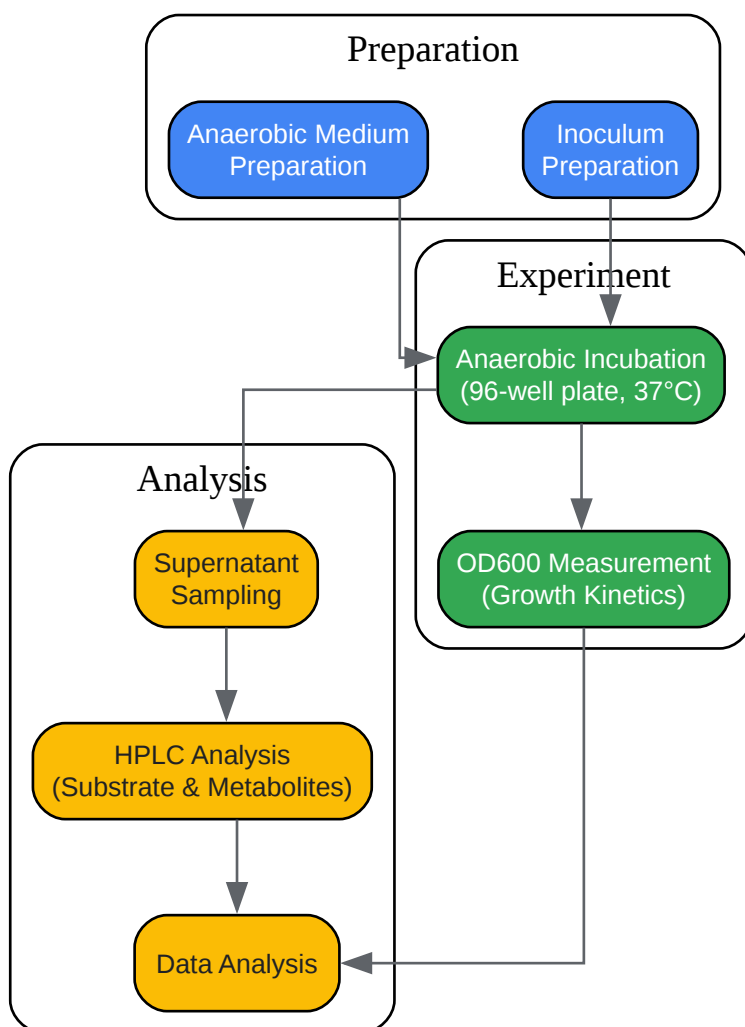 Preparation
Anaerobic Medium
Preparation
Inoculum
Preparation
Experiment
Anaerobic Incubation
(96-well plate, 37°C)
Analysis
Supernatant
Sampling
OD600 Measurement
(Growth Kinetics)
HPLC Analysis
(Substrate & Metabolites)
Data Analysis